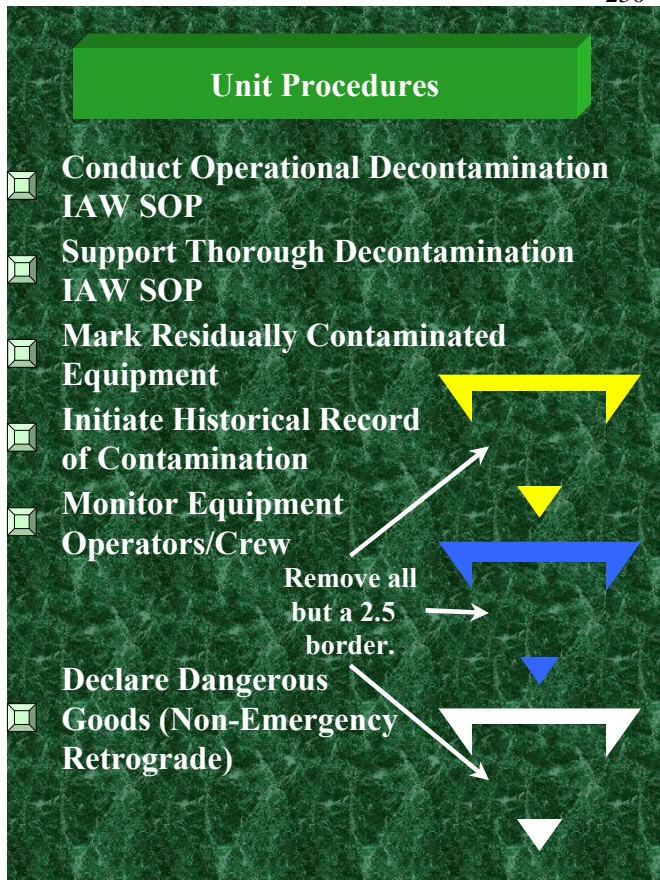 Unit Procedures
Conduct Operational Decontamination
IAW SOP
Support Thorough Decontamination
IAW SOP
Mark Residually Contaminated
Equipment
Initiate Historical Record
of Contamination
Monitor Equipment
Operators/Crew
Remove all
but a 2.5
border.
Declare Dangerous
Goods (Non-Emergency
Retrograde)